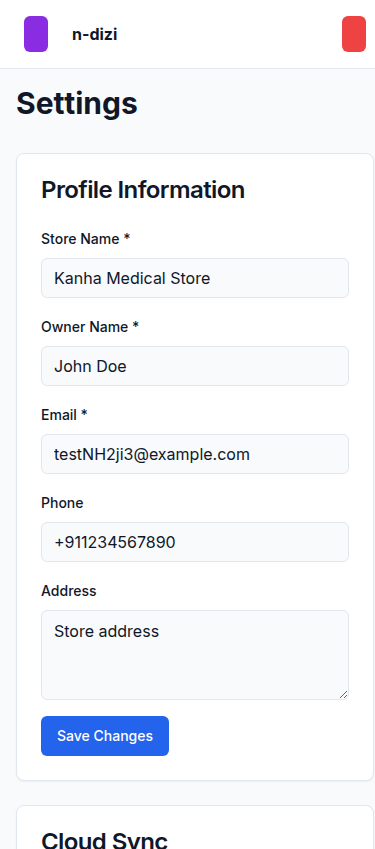 n-dizi
Settings
Profile Information
Store Name *
Kanha Medical Store
Owner Name *
John Doe
Email *
testNH2ji3@example.com
Phone
+911234567890
Address
Store address
Save Changes
Cloud Sync